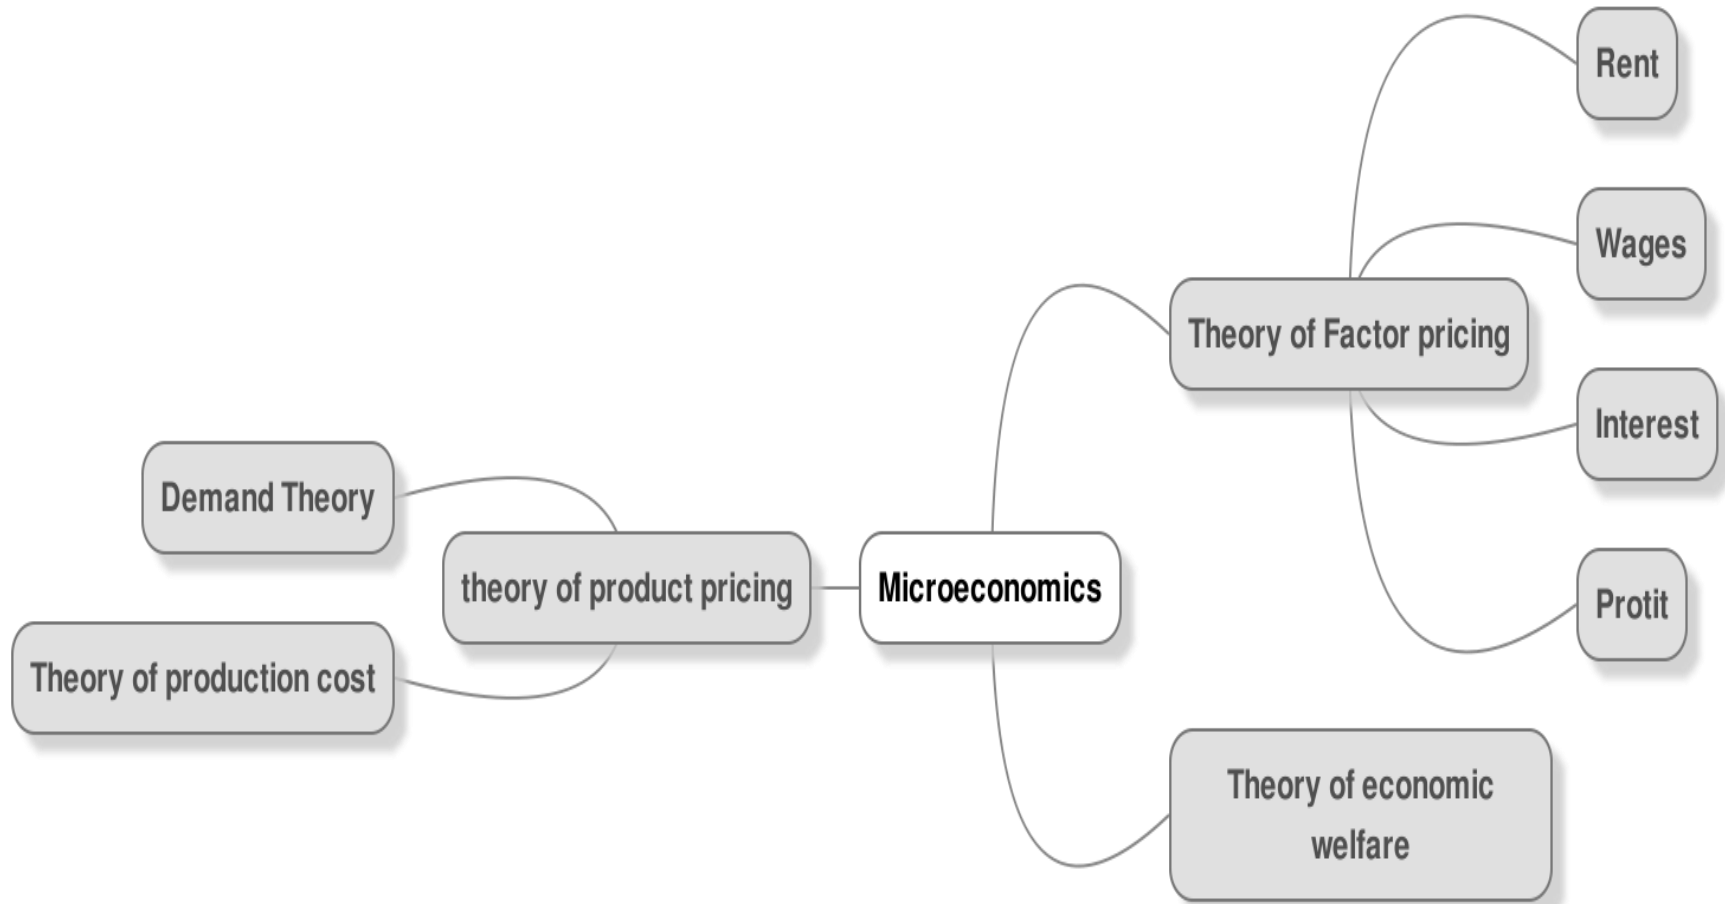 Rent
Wages
Theory of Factor pricing
Interest
Demand Theory
theory of product pricing
Microeconomics
Protit
Theory of production cost
Theory of economic
welfare